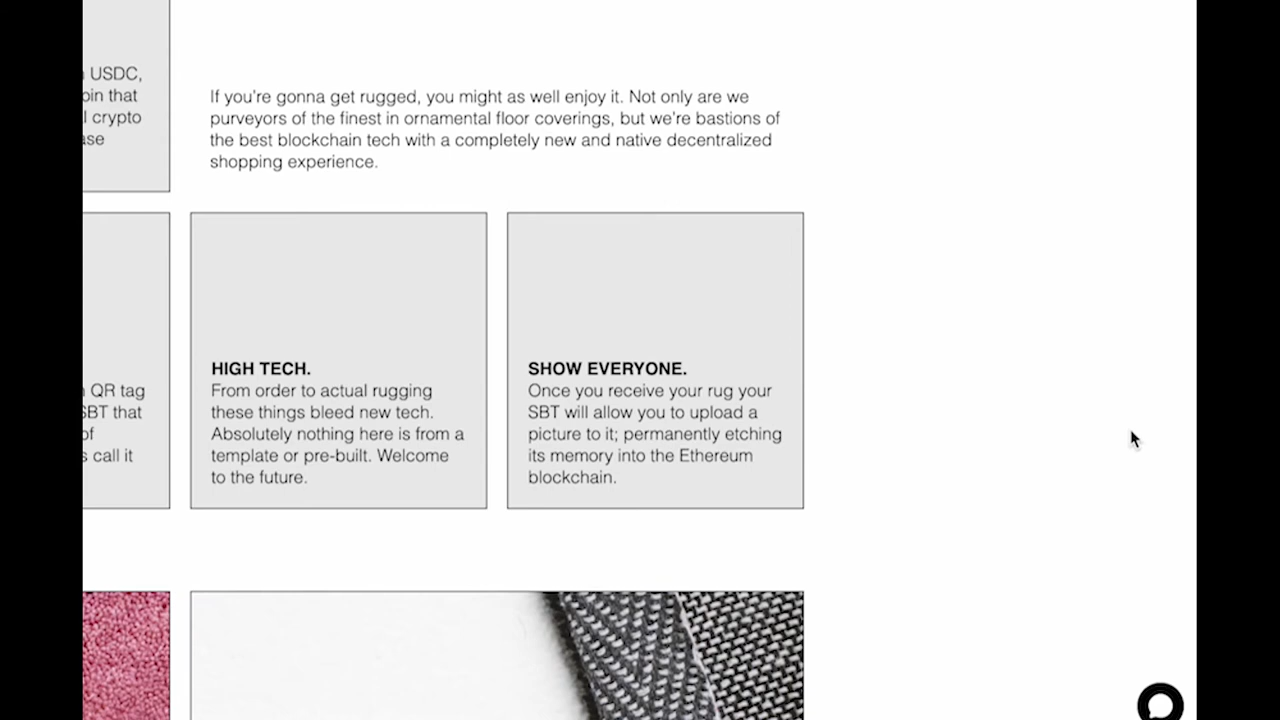 USDC,
that
crypto
If you're gonna get rugged, you might as well enjoy it. Not only are we
purveyors of the finest in ornamental floor coverings, but we're bastions of
the best blockchain tech with a completely new and native decentralized
shopping experience.
QR tag
SBT that
of
call it
HIGH TECH.
From order to actual rugging
these things bleed new tech.
Absolutely nothing here is from a
template or pre-built. Welcome
to the future.
SHOW EVERYONE.
Once you receive your rug your
SBT will allow you to upload a
picture to it; permanently etching
its memory into the Ethereum
blockchain.